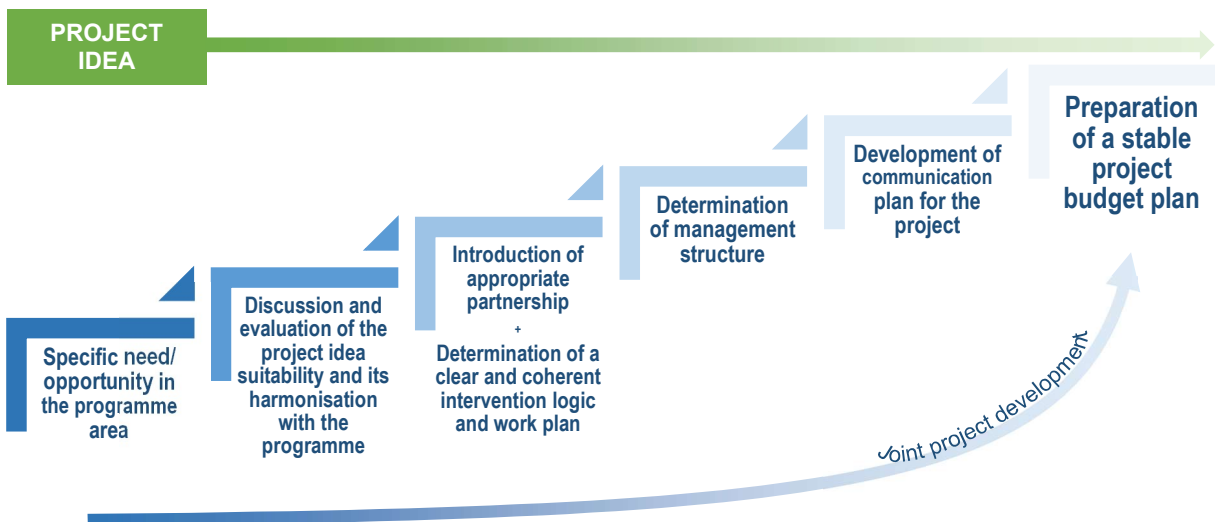 PROJECT
IDEA
Specific need/
opportunity in
the programme
area
Discussion and
evaluation of the
project idea
suitability and its
harmonisation
with the
programme
Introduction of
appropriate
partnership
+
Determination of a
clear and coherent
intervention logic
and work plan
Determination
of management
structure
Development of
communication
plan for the
project
Preparation
of a stable
project
budget plan
Joint project development